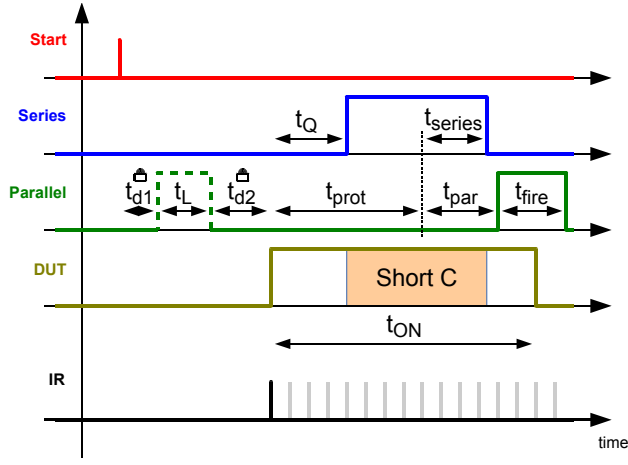 Start
Series
tQ
tseries
Parallel
td1
tL
td2
tprot
tpar
tfire
DUT
Short C
tON
IR
time